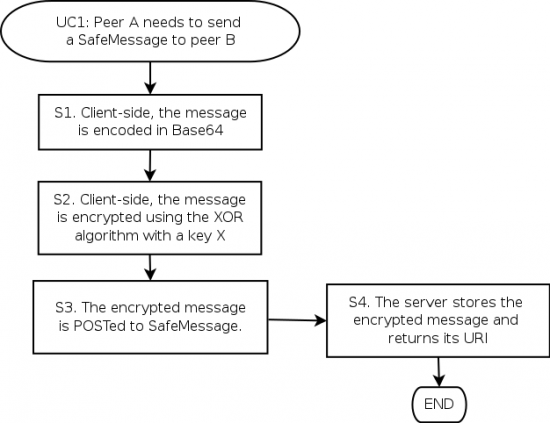 UC1: Peer A needs to send
a SafeMessage to peer B
S1. Client-side, the message
is encoded in Base64
S2. Client-side, the message
is encrypted using the XOR
algorithm with a key X
S3. The encrypted message
is POSTed to SafeMessage.
S4. The server stores the
encrypted message and
returns its URI
END